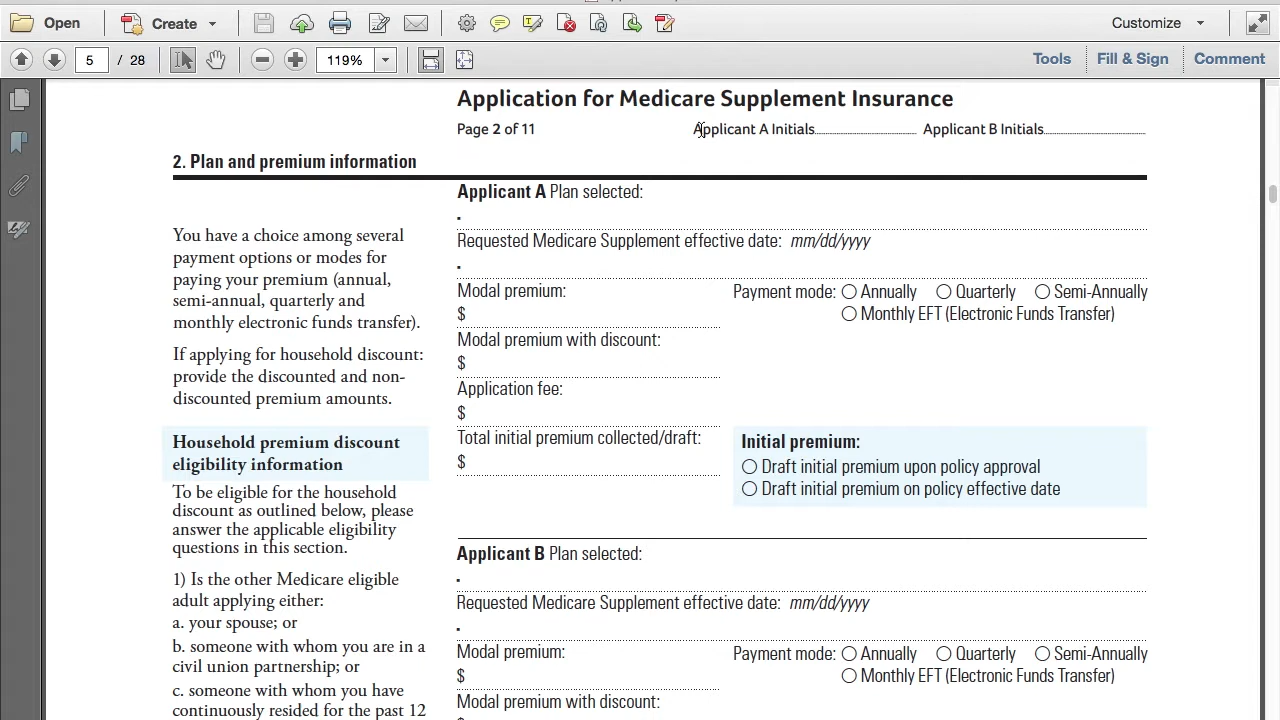 Open
Create
Customize
5 / 28
119%
Tools
Fill & Sign
Comment
Application for Medicare Supplement Insurance
Page 2 of 11
Applicant A Initials
Applicant B Initials
2. Plan and premium information
You have a choice among several
payment options or modes for
paying your premium (annual,
semi-annual, quarterly and
monthly electronic funds transfer).
If applying for household discount:
provide the discounted and non-
discounted premium amounts.
Household premium discount
eligibility information
To be eligible for the household
discount as outlined below, please
answer the applicable eligibility
questions in this section.
1) Is the other Medicare eligible
adult applying either:
a. your spouse; or
b. someone with whom you are in a
civil union partnership; or
c. someone with whom you have
continuously resided for the past 12
Applicant A Plan selected:
Requested Medicare Supplement effective date: mm/dd/yyyy
Modal premium:
$
Payment mode: Annually Quarterly Semi-Annually
Monthly EFT (Electronic Funds Transfer)
Modal premium with discount:
$
Application fee:
$
Total initial premium collected/draft:
$
Initial premium:
Draft initial premium upon policy approval
Draft initial premium on policy effective date
Applicant B Plan selected:
Requested Medicare Supplement effective date: mm/dd/yyyy
Modal premium:
$
Payment mode: Annually Quarterly Semi-Annually
Monthly EFT (Electronic Funds Transfer)
Modal premium with discount: